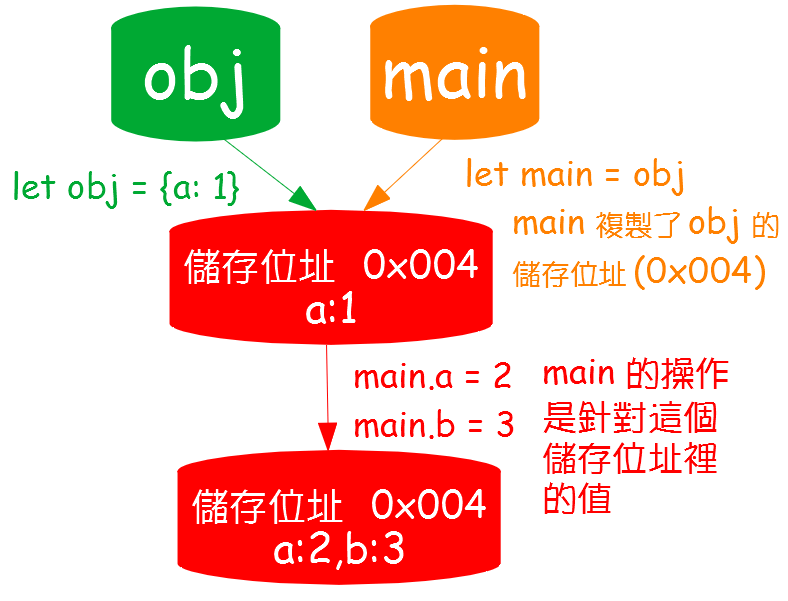 obj
main
let obj = {a: 1}
let main = obj
main 複製了 obj 的
儲存位址 (0x004)
儲存位址 0x004
a:1
main.a = 2
main.b = 3
main 的操作
是針對這個
儲存位址裡
的值
儲存位址 0x004
a:2,b:3